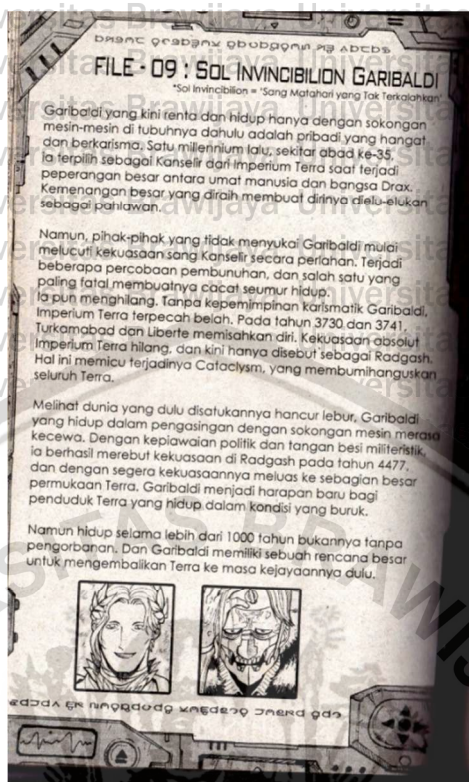 FILE - 09 : SOL INVINCIBILION GARIBALDI
*Sol Invincibilion = 'Sang Matahari yang Tak Terkalahkan'
Garibaldi yang kini renta dan hidup hanya dengan sokongan
mesin-mesin di tubuhnya dahulu adalah pribadi yang hangat
dan berkarisma. Satu millennium lalu, sekitar abad ke-35,
ia terpilih sebagai Kanselir dari Imperium Terra saat terjadi
peperangan besar antara umat manusia dan bangsa Drax.
Kemenangan besar yang diraih membuat dirinya dielu-elukan
sebagai pahlawan.
Namun, pihak-pihak yang tidak menyukai Garibaldi mulai
melucuti kekuasaan sang Kanselir secara perlahan. Terjadi
beberapa percobaan pembunuhan, dan salah satu yang
paling fatal membuatnya cacat seumur hidup.
Ia pun menghilang. Tanpa kepemimpinan karismatik Garibaldi,
Imperium Terra terpecah belah. Pada tahun 3730 dan 3741,
Turkamabad dan Liberte memisahkan diri. Kekuasaan absolut
Imperium Terra hilang, dan kini hanya disebut sebagai Radgash.
Hal ini memicu terjadinya Cataclysm, yang membumihanguskan
seluruh Terra.
Melihat dunia yang dulu disatukannya hancur lebur, Garibaldi
yang hidup dalam pengasingan dengan sokongan mesin merasa
kecewa. Dengan kepiawaian politik dan tangan besi militeristik,
ia berhasil merebut kekuasaan di Radgash pada tahun 4477,
dan dengan segera kekuasaannya meluas ke sebagian besar
permukaan Terra. Garibaldi menjadi harapan baru bagi
penduduk Terra yang hidup dalam kondisi yang buruk.
Namun hidup selama lebih dari 1000 tahun bukannya tanpa
pengorbanan. Dan Garibaldi memiliki sebuah rencana besar
untuk mengembalikan Terra ke masa kejayaannya dulu.